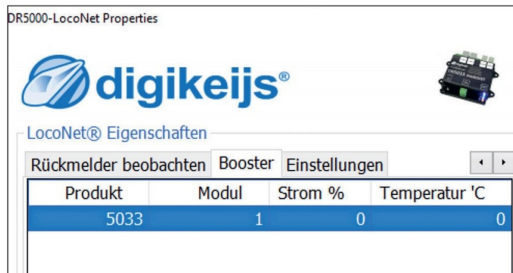 DR5000-LocoNet Properties
digikeijs®
LocoNet® Eigenschaften
Rückmelder beobachten Booster Einstellungen
Produkt Modul Strom % Temperatur 'C
5033 1 0 0